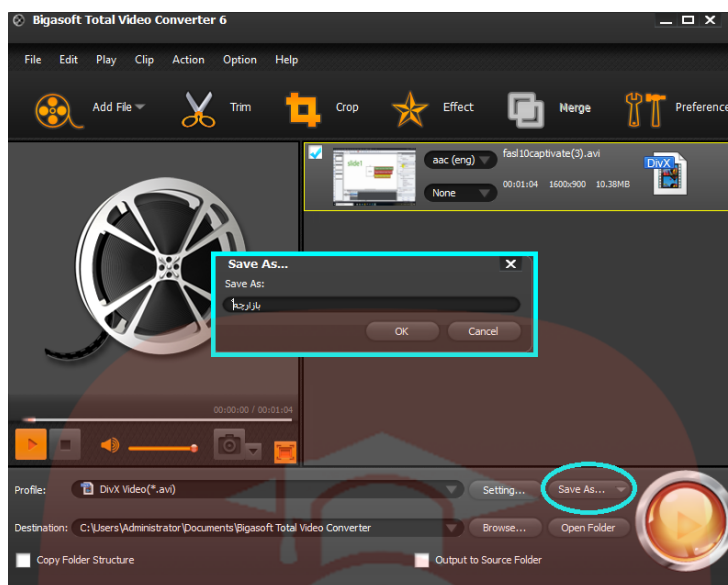 Bigasoft Total Video Converter 6
File Edit Play Clip Action Option Help
Add File Trim Crop Effect Merge Preference
aac (eng) fasl10captivate(3).avi
None 00:01:04 1600x900 10.38MB
DivX
slide1
Save As...
Save As:
بازارچه
OK Cancel
00:00:00 / 00:01:04
Profile: DivX Video(*.avi) Setting... Save As...
Destination: C:\Users\Administrator\Documents\Bigasoft Total Video Converter Browse... Open Folder
Copy Folder Structure Output to Source Folder